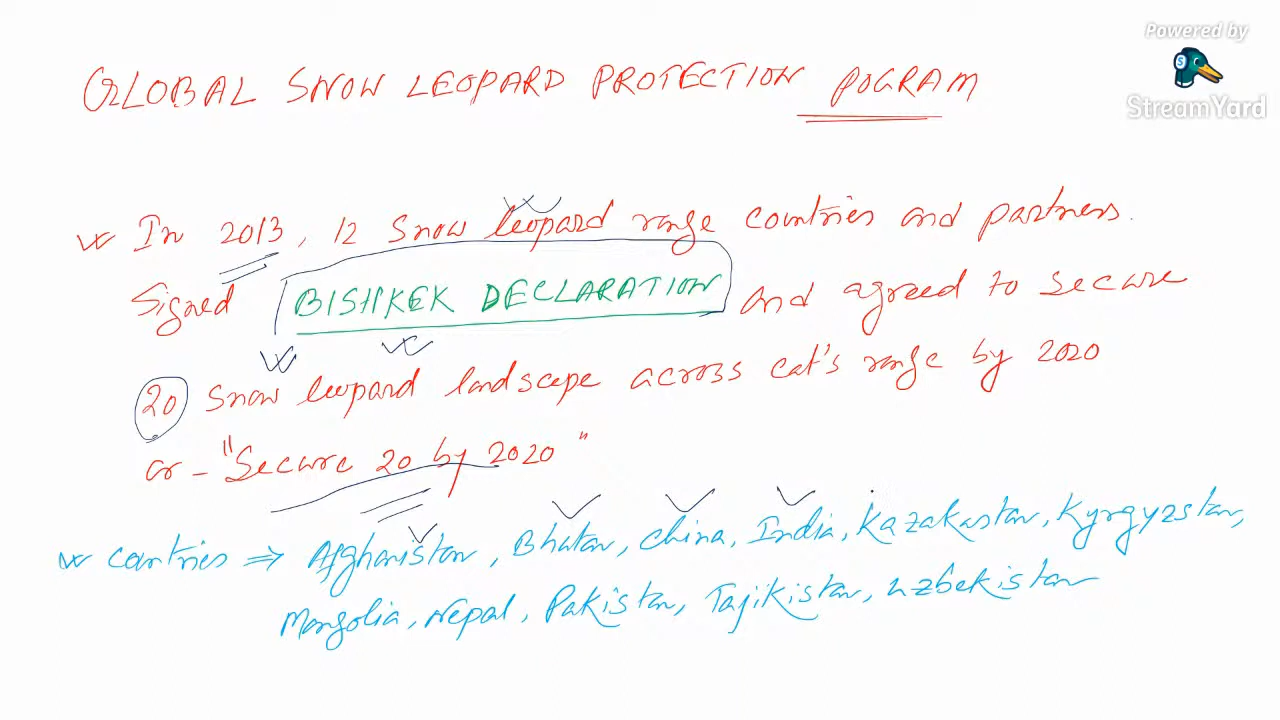 Powered by
StreamYard
GLOBAL SNOW LEOPARD PROTECTION POGRAM
In 2013, 12 Snow leopard range countries and partners.
Signed BISHKEK DECLARATION and agreed to secure
20 snow leopard landscape across cat's range by 2020
or - "Secure 20 by 2020"
countries ⇒ Afghanistan, Bhutan, China, India, Kazakastan, Kyrgyzstan,
Mongolia, Nepal, Pakistan, Tajikistan, uzbekistan